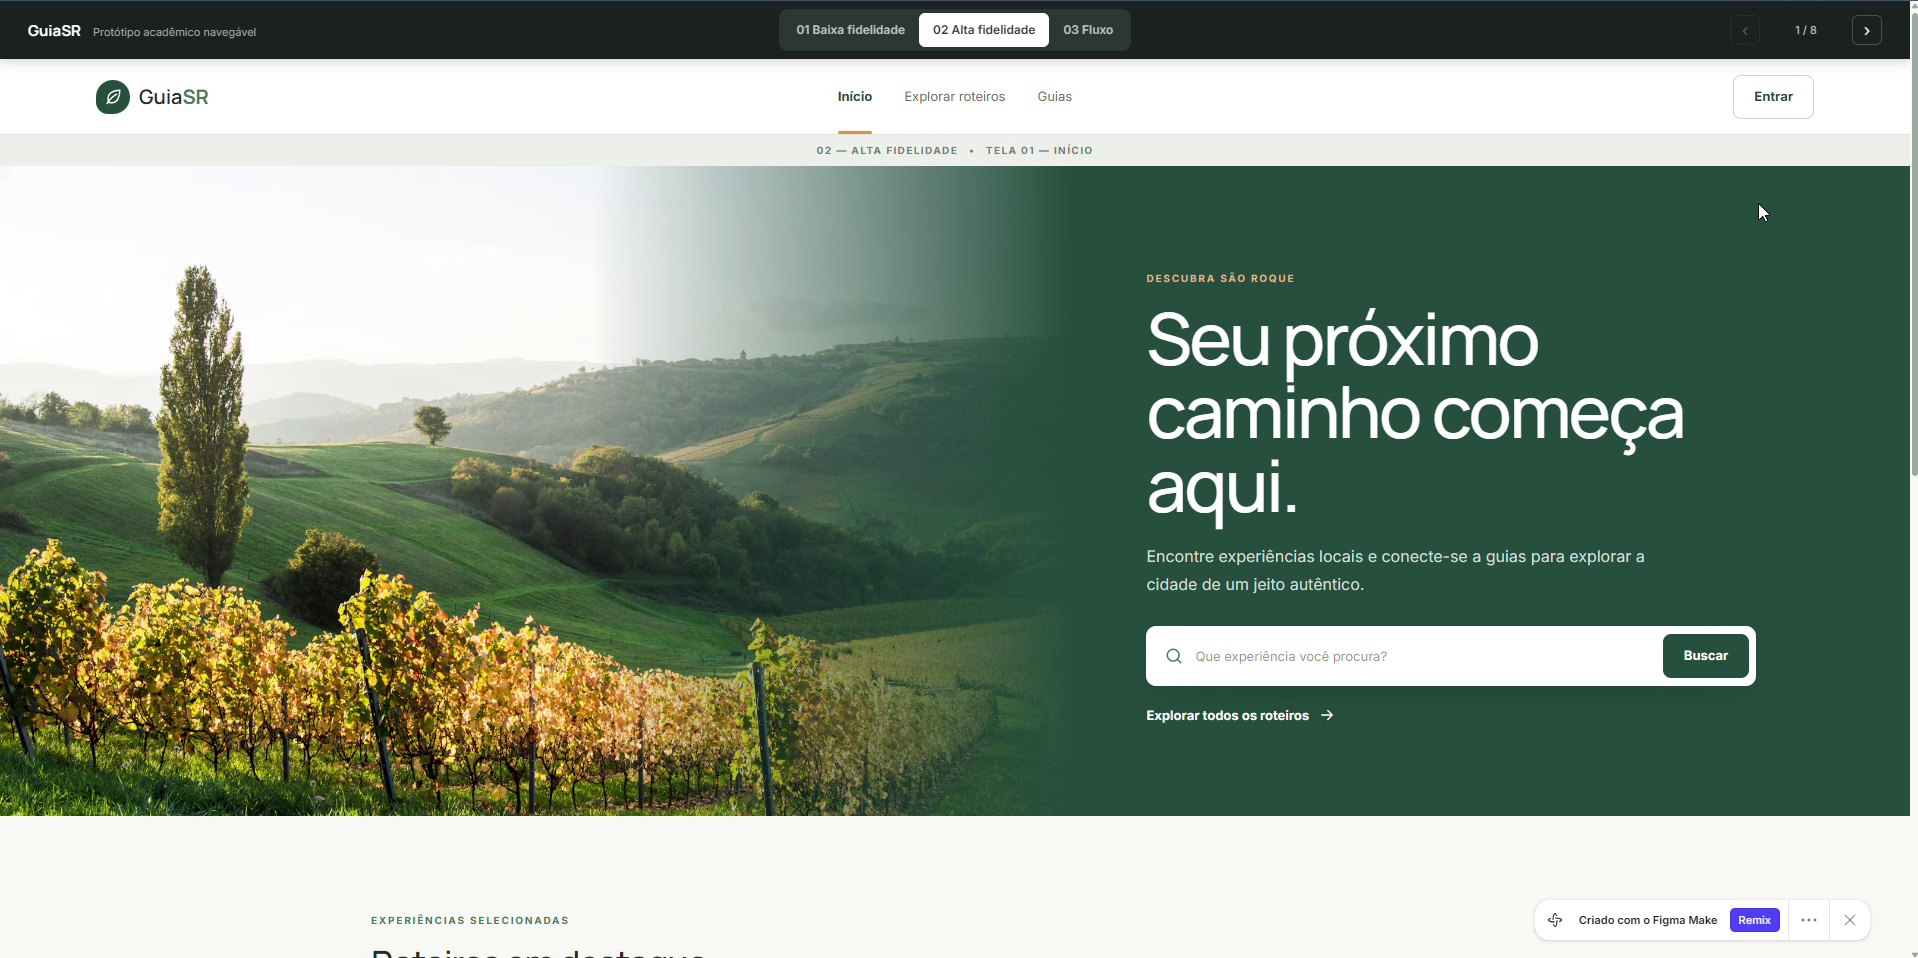 GuiaSR Protótipo acadêmico navegável 01 Baixa fidelidade 02 Alta fidelidade 03 Fluxo 1 / 8
GuiaSR Início Explorar roteiros Guias Entrar
02 — ALTA FIDELIDADE • TELA 01 — INÍCIO
DESCUBRA SÃO ROQUE
Seu próximo
caminho começa
aqui.
Encontre experiências locais e conecte-se a guias para explorar a
cidade de um jeito autêntico.
Que experiência você procura? Buscar
Explorar todos os roteiros →
EXPERIÊNCIAS SELECIONADAS
Roteiros em destaque
Criado com o Figma Make Remix